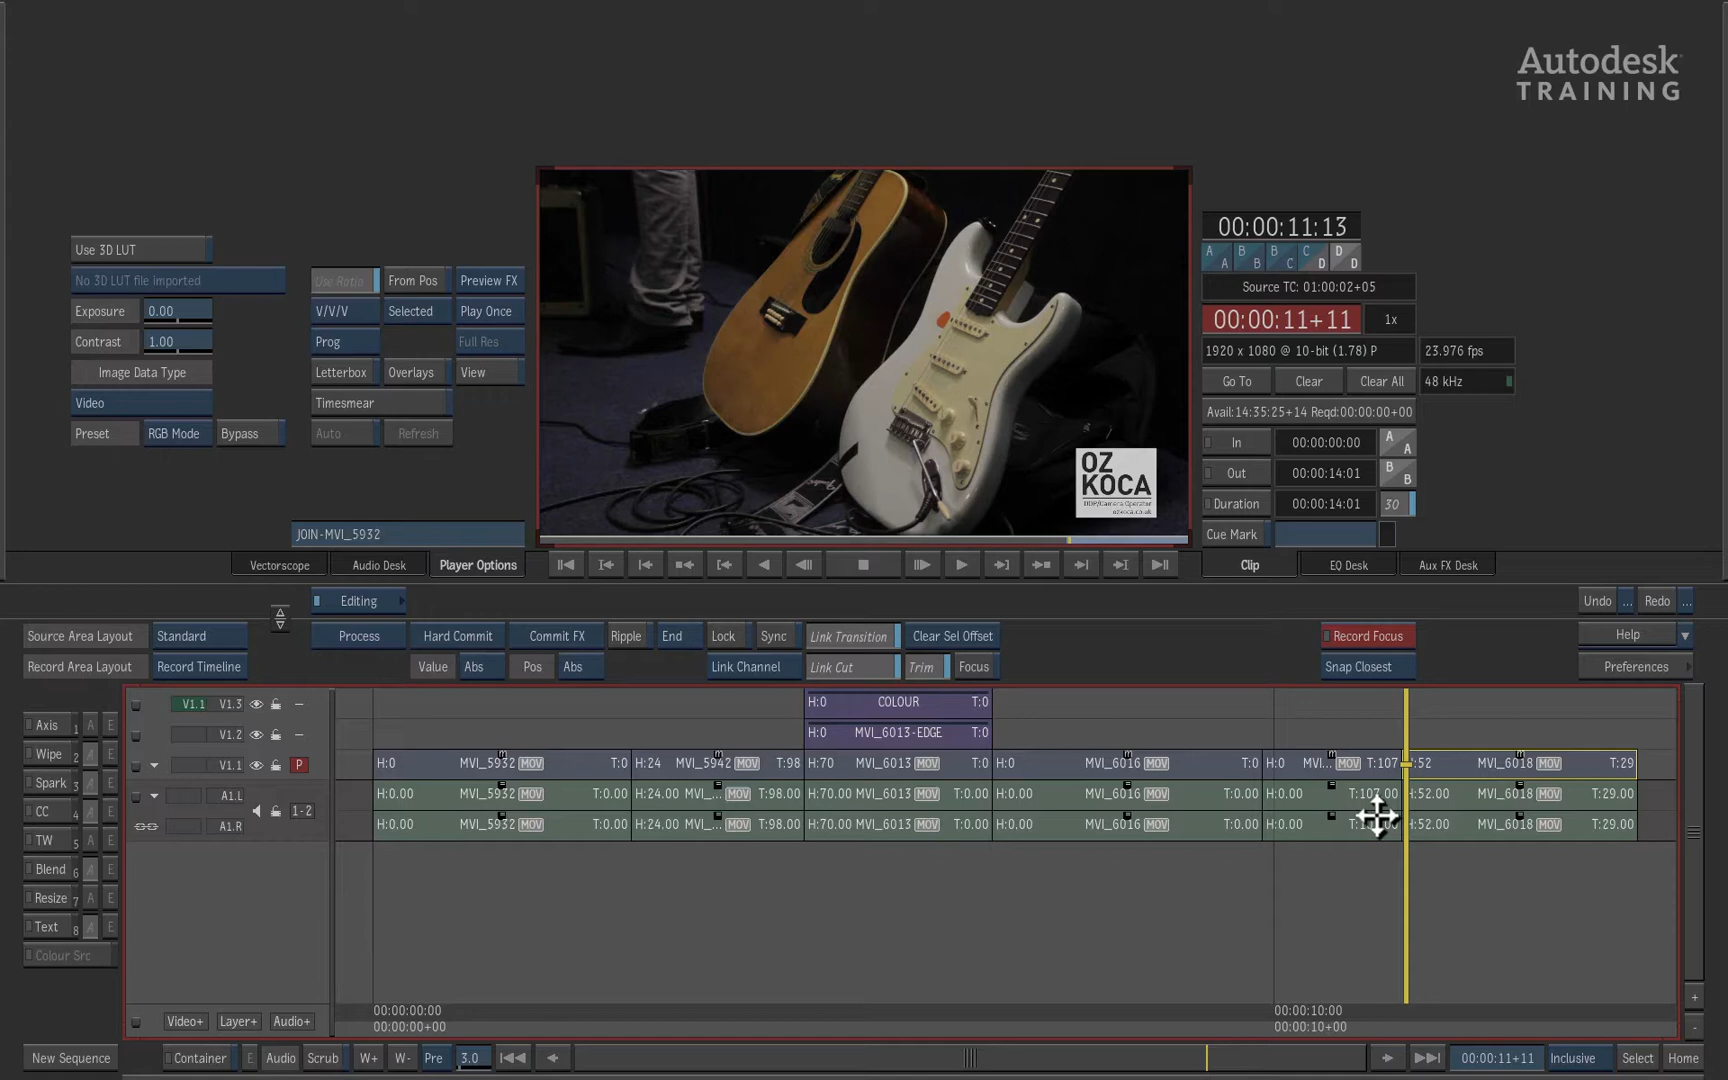 Autodesk
TRAINING
Use 3D LUT
No 3D LUT file imported
Exposure 0.00
Contrast 1.00
Image Data Type
Video
Preset RGB Mode Bypass
Use Ratio From Pos Preview FX
V/V/V Selected Play Once
Prog Full Res
Letterbox Overlays View
Timesmear
Auto Refresh
JOIN-MVI_5932
OZ
KOCA
DOP/Camera Operator
ozkoca.co.uk
00:00:11:13
A A B B B C C D D D
Source TC: 01:00:02+05
00:00:11+11 1x
1920 x 1080 @ 10-bit (1.78) P 23.976 fps
Go To Clear Clear All 48 kHz
Avail:14:35:25+14 Reqd:00:00:00+00
In 00:00:00:00 A A
Out 00:00:14:01 B B
Duration 00:00:14:01 30
Cue Mark
Vectorscope Audio Desk Player Options Clip EQ Desk Aux FX Desk
Editing Undo ... Redo ...
Source Area Layout Standard Process Hard Commit Commit FX Ripple End Lock Sync Link Transition Clear Sel Offset Record Focus Help
Record Area Layout Record Timeline Value Abs Pos Abs Link Channel Link Cut Trim Focus Snap Closest Preferences
V1.1 V1.3 H:0 COLOUR T:0
V1.2 H:0 MVI_6013-EDGE T:0
V1.1 P H:0 MVI_5932 MOV T:0 H:24 MVI_5942 MOV T:98 H:70 MVI_6013 MOV T:0 H:0 MVI_6016 MOV T:0 H:0 MVI... MOV T:107 :52 MVI_6018 MOV T:29
A1.L H:0.00 MVI_5932 MOV T:0.00 H:24.00 MVI_... MOV T:98.00 H:70.00 MVI_6013 MOV T:0.00 H:0.00 MVI_6016 MOV T:0.00 H:0.00 H:52.00 MVI_6018 MOV T:29.00
1-2
A1.R H:0.00 MVI_5932 MOV T:0.00 H:24.00 MVI_... MOV T:98.00 H:70.00 MVI_6013 MOV T:0.00 H:0.00 MVI_6016 MOV T:0.00 H:0.00 H:52.00 MVI_6018 MOV T:29.00
Axis 1 A E
Wipe 2 A E
Spark 3 A E
CC 4 A E
TW 5 A E
Blend 6 A E
Resize 7 A E
Text 8 A E
Colour Src
00:00:00:00 00:00:10:00
00:00:00+00 00:00:10+00
Video+ Layer+ Audio+
New Sequence Container E Audio Scrub W+ W- Pre 3.0 00:00:11+11 Inclusive Select Home